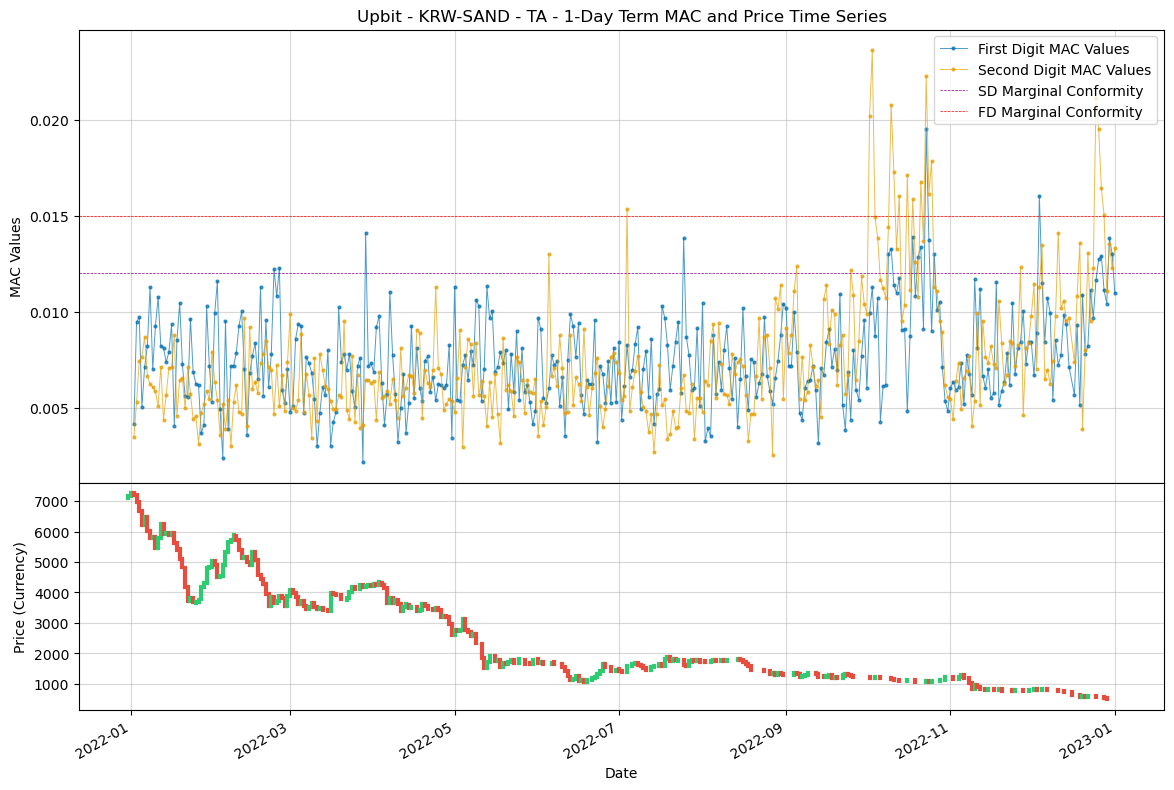 Upbit - KRW-SAND - TA - 1-Day Term MAC and Price Time Series
First Digit MAC Values
Second Digit MAC Values
SD Marginal Conformity
FD Marginal Conformity
MAC Values
0.020
0.015
0.010
0.005
Price (Currency)
7000
6000
5000
4000
3000
2000
1000
2022-01
2022-03
2022-05
2022-07
2022-09
2022-11
2023-01
Date